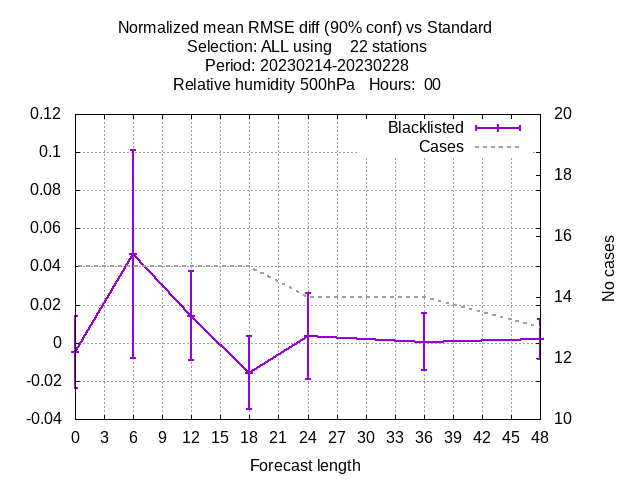 Normalized mean RMSE diff (90% conf) vs Standard
Selection: ALL using 22 stations
Period: 20230214-20230228
Relative humidity 500hPa Hours: 00
Blacklisted
Cases
0.12
0.1
0.08
0.06
0.04
0.02
0
-0.02
-0.04
20
18
16
14
12
10
No cases
0 3 6 9 12 15 18 21 24 27 30 33 36 39 42 45 48
Forecast length